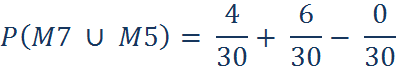 P(M7 ∪ M5) = 4/30 + 6/30 − 0/30